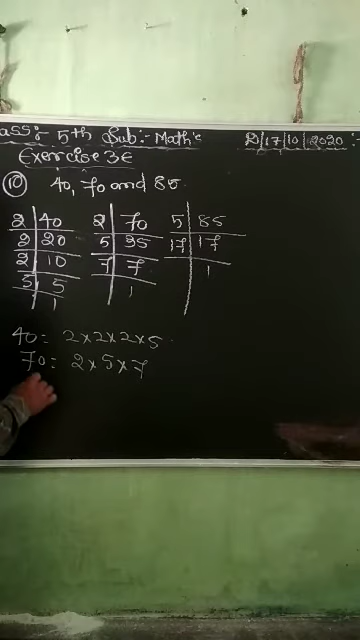 ass:- 5th Sub:- Math's D/17/10/2020:-
Exercise 3E
10 40, 70 and 85.
2 40 2 70 5 85
2 20 5 35 17 17
2 10 7 7 1
5 5 1
1
40= 2×2×2×5
70= 2×5×7